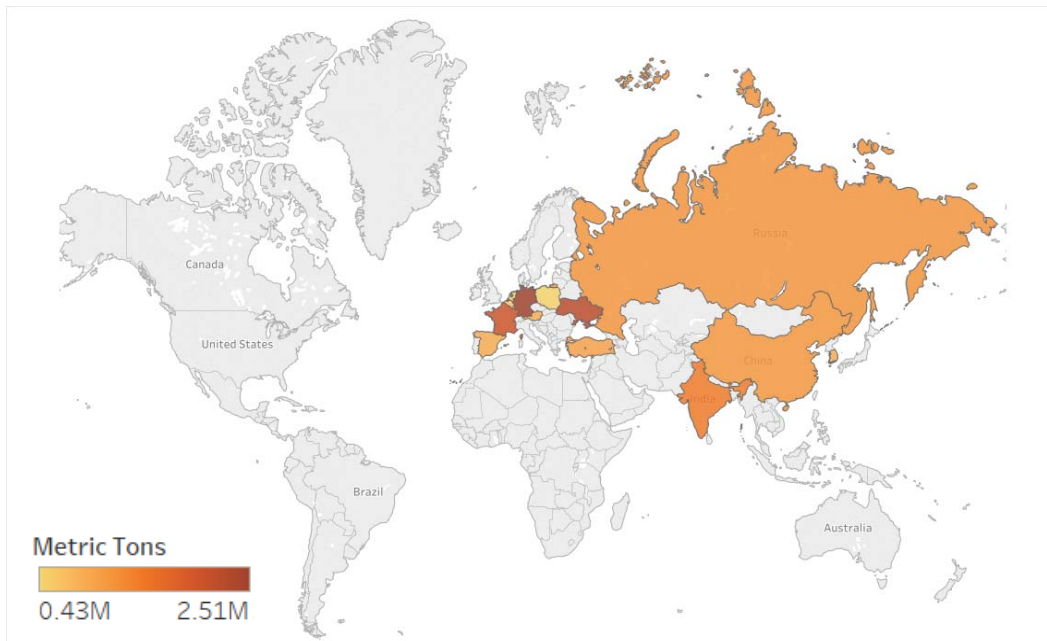 Russia
Canada
United States
China
India
Brazil
Australia
Metric Tons
0.43M 2.51M